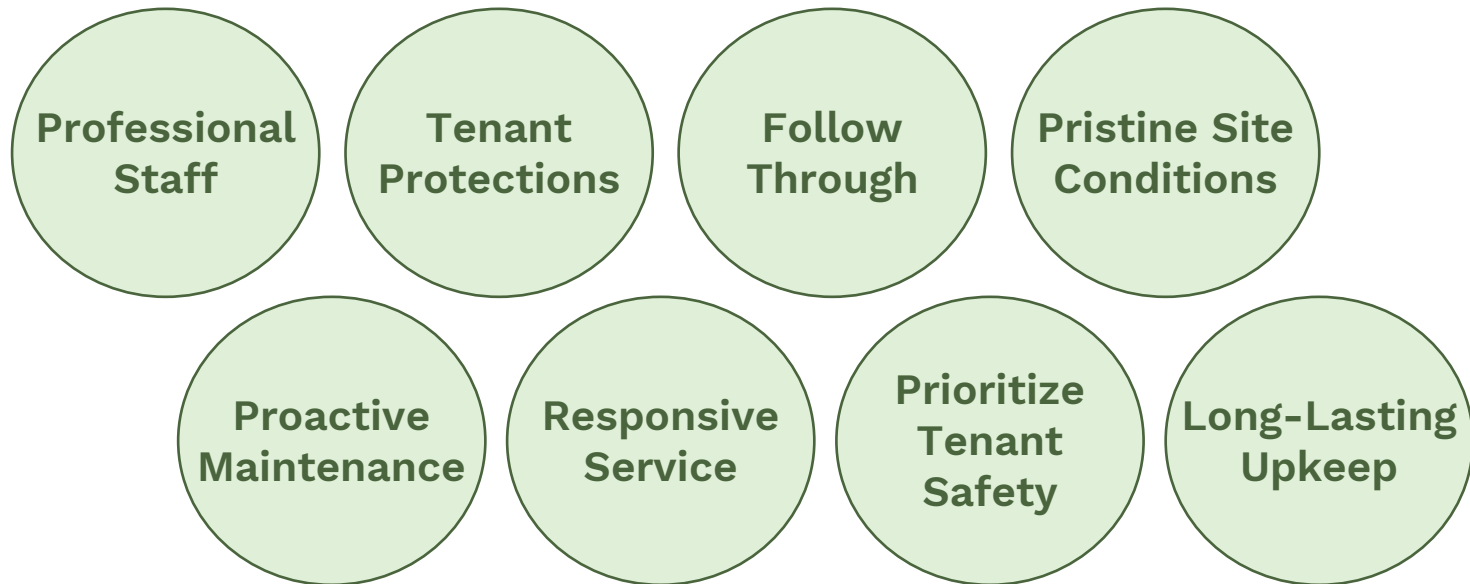 Professional
Staff
Tenant
Protections
Follow
Through
Pristine Site
Conditions
Proactive
Maintenance
Responsive
Service
Prioritize
Tenant
Safety
Long-Lasting
Upkeep